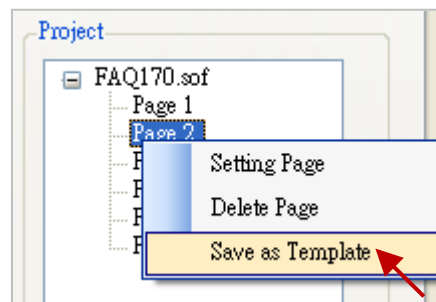 Project
FAQ170.sof
Page 1
Page 2
Setting Page
Delete Page
Save as Template